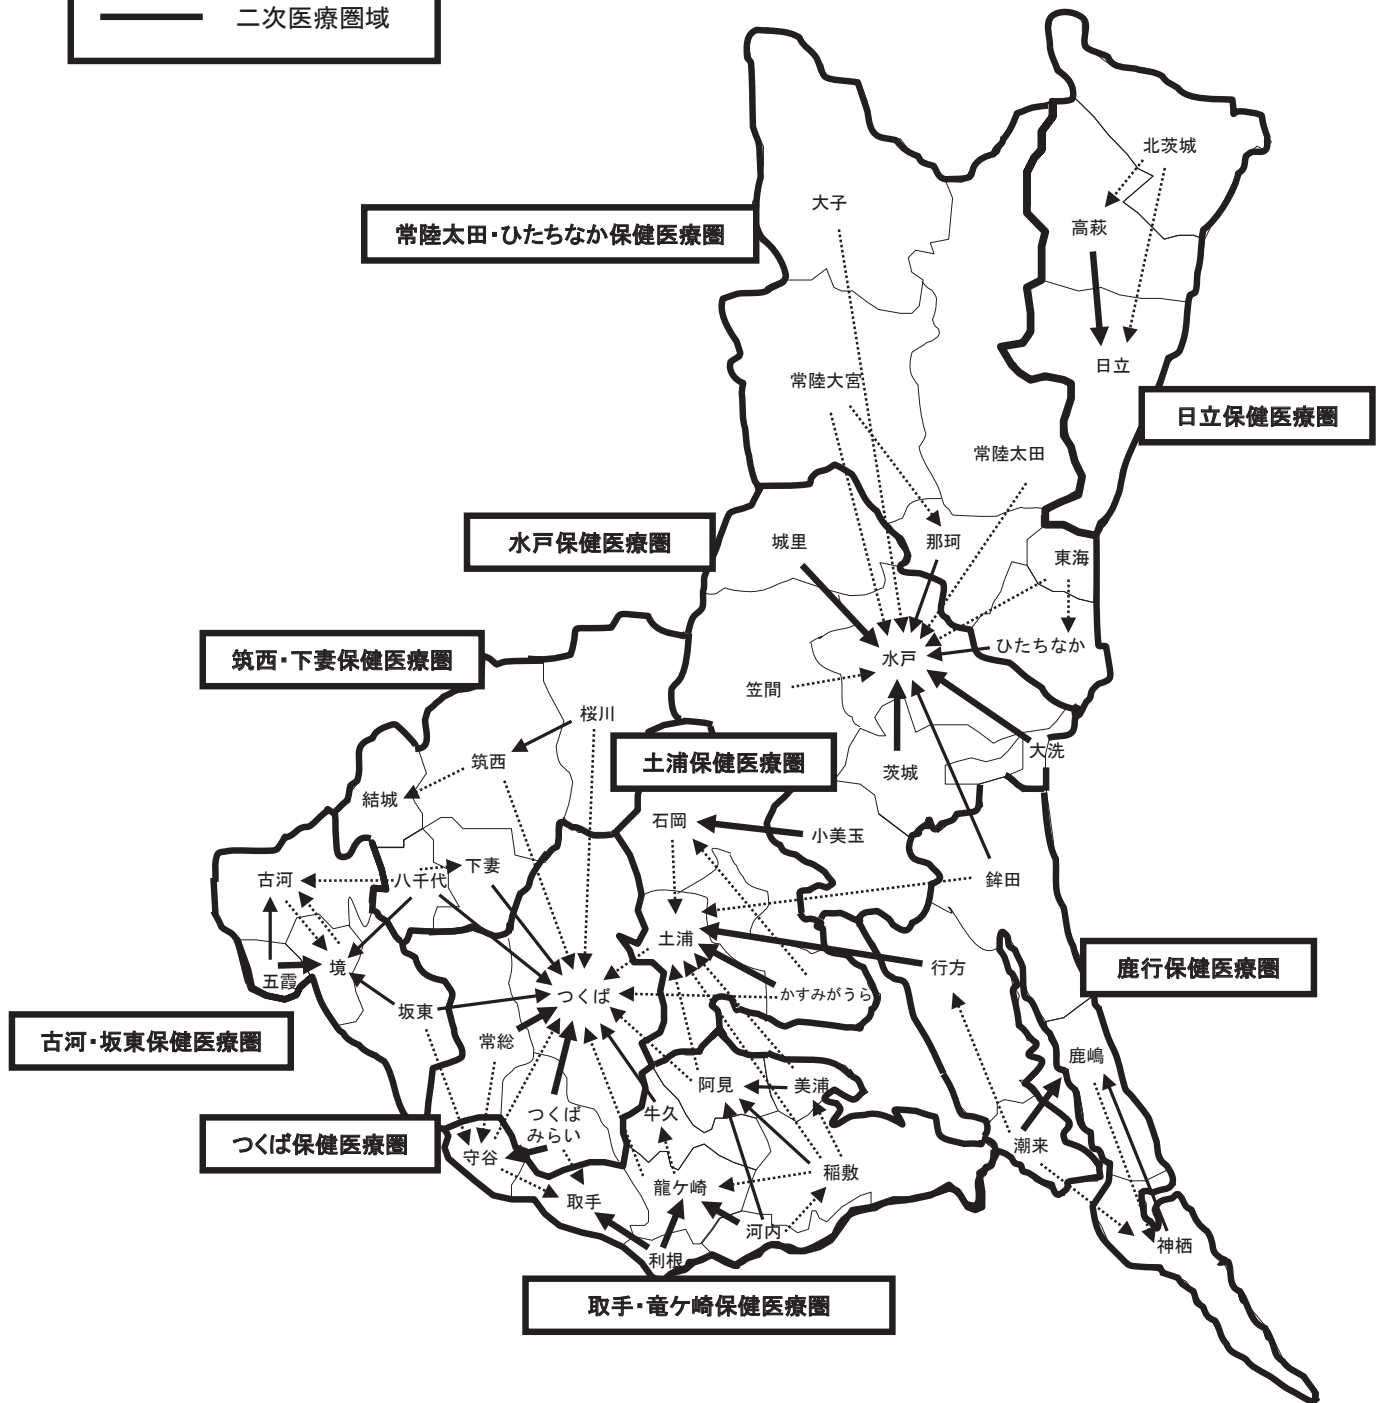 二次医療圏域
北茨城
大子
高萩
常陸太田・ひたちなか保健医療圏
日立
常陸大宮
日立保健医療圏
常陸太田
水戸保健医療圏
城里
那珂
東海
筑西・下妻保健医療圏
水戸
ひたちなか
笠間
桜川
筑西
土浦保健医療圏
茨城
大洗
結城
石岡
小美玉
古河
八千代
下妻
鉾田
土浦
五霞
境
つくば
かすみがうら
行方
鹿行保健医療圏
坂東
古河・坂東保健医療圏
常総
鹿嶋
阿見
美浦
つくば
みらい
牛久
つくば保健医療圏
守谷
潮来
稲敷
取手
龍ケ崎
河内
神栖
利根
取手・竜ケ崎保健医療圏